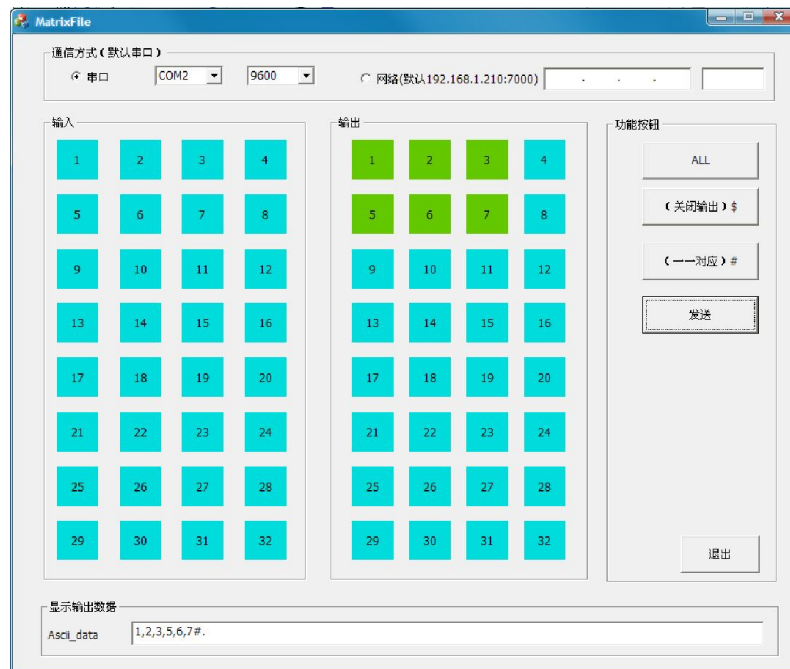 MatrixFile
通信方式(默认串口)
串口 COM2 9600 网络(默认192.168.1.210:7000) . . .
输入
1 2 3 4
5 6 7 8
9 10 11 12
13 14 15 16
17 18 19 20
21 22 23 24
25 26 27 28
29 30 31 32
输出
1 2 3 4
5 6 7 8
9 10 11 12
13 14 15 16
17 18 19 20
21 22 23 24
25 26 27 28
29 30 31 32
功能按钮
ALL
(关闭输出)$
(一一对应)#
发送
退出
显示输出数据
Ascii_data 1,2,3,5,6,7#.